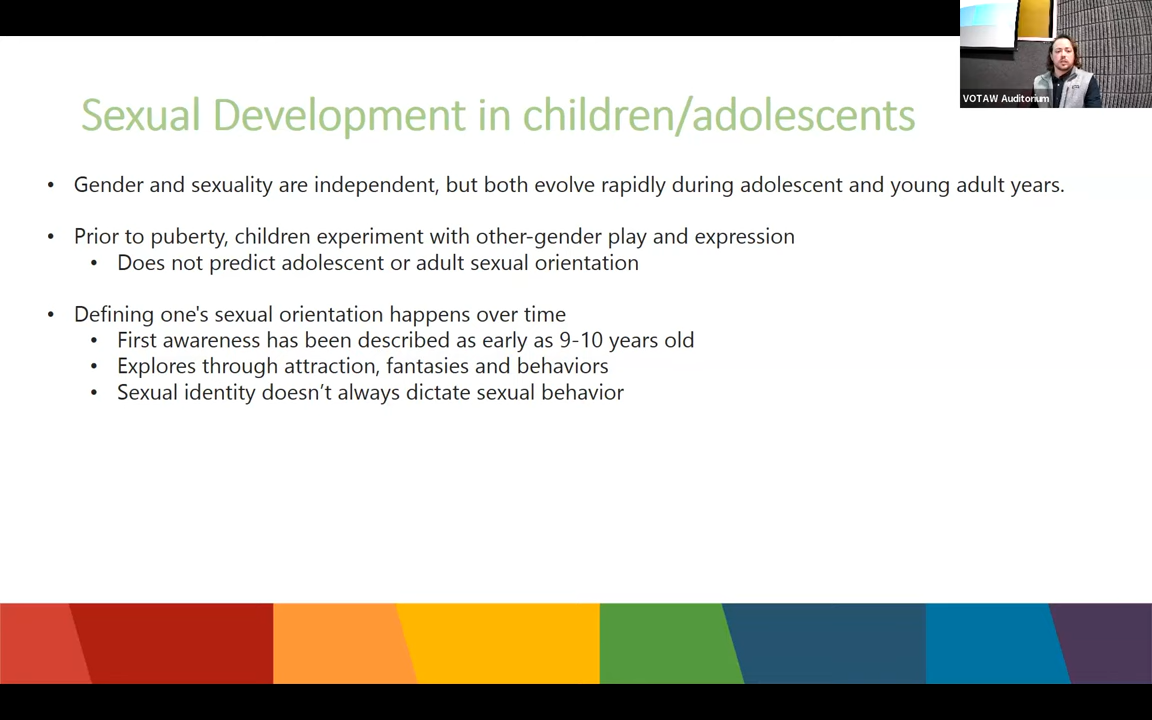 VOTAW Auditorium
Sexual Development in children/adolescents
• Gender and sexuality are independent, but both evolve rapidly during adolescent and young adult years.
• Prior to puberty, children experiment with other-gender play and expression
• Does not predict adolescent or adult sexual orientation
• Defining one's sexual orientation happens over time
• First awareness has been described as early as 9-10 years old
• Explores through attraction, fantasies and behaviors
• Sexual identity doesn’t always dictate sexual behavior